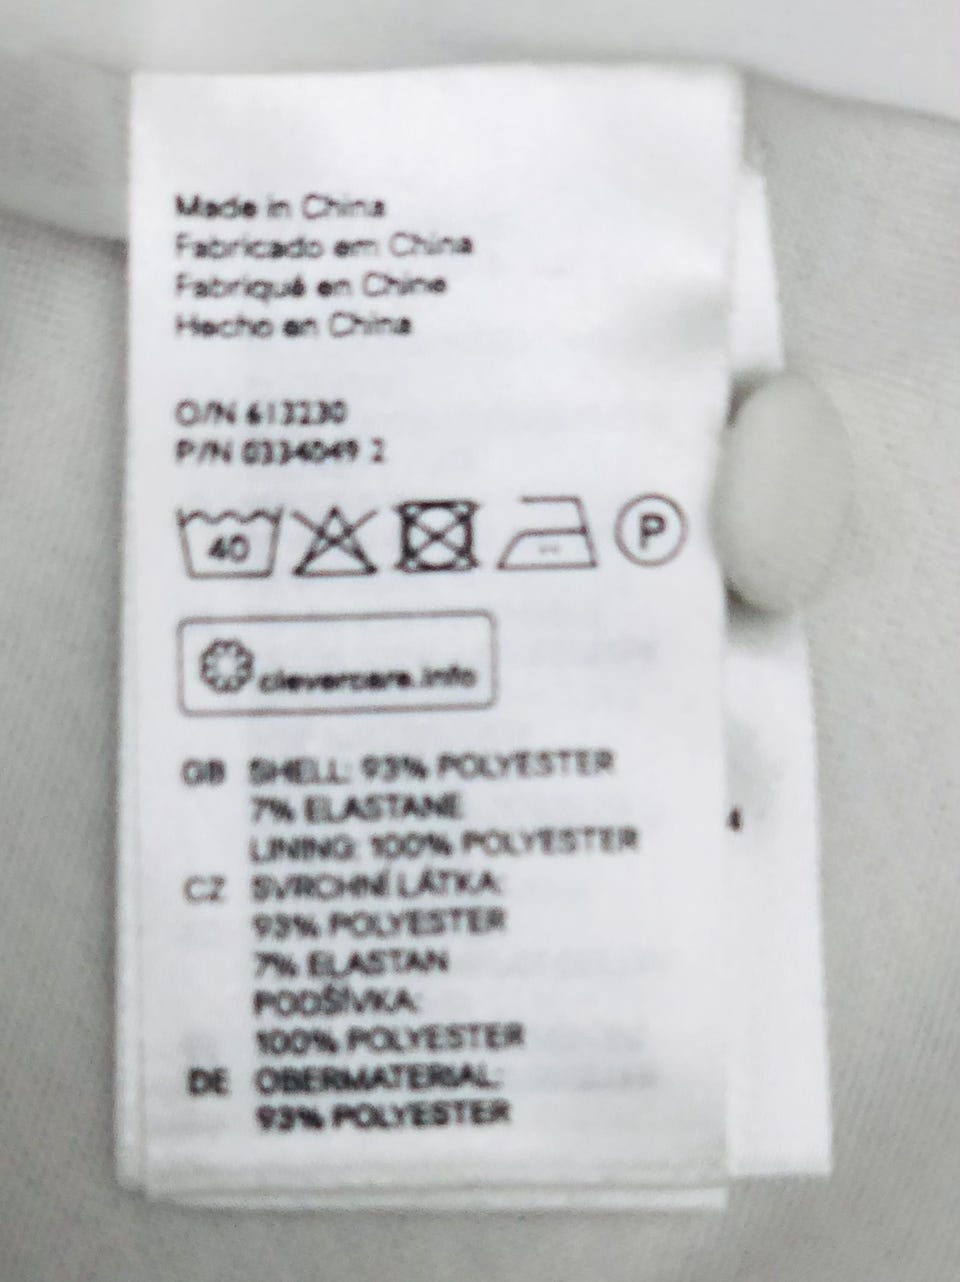 Made in China
Fabricado em China
Fabriqué en Chine
Hecho en China
O/N 613230
P/N 0334049 2
40 P
clevercare.info
GB SHELL: 93% POLYESTER
7% ELASTANE
LINING: 100% POLYESTER
4
CZ SVRCHNÍ LÁTKA:
93% POLYESTER
7% ELASTAN
PODŠÍVKA:
100% POLYESTER
DE OBERMATERIAL:
93% POLYESTER